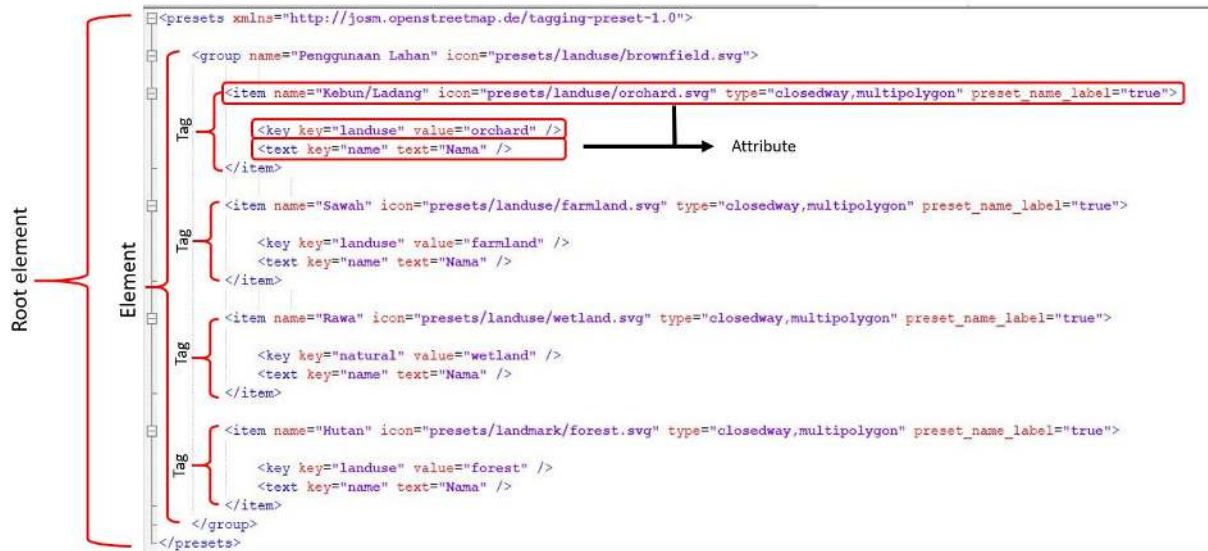 <presets xmlns="http://josm.openstreetmap.de/tagging-preset-1.0">
<group name="Penggunaan Lahan" icon="presets/landuse/brownfield.svg">
<item name="Kebun/Ladang" icon="presets/landuse/orchard.svg" type="closedway,multipolygon" preset_name_label="true">
<key key="landuse" value="orchard" />
<text key="name" text="Nama" />
</item>
<item name="Sawah" icon="presets/landuse/farmland.svg" type="closedway,multipolygon" preset_name_label="true">
<key key="landuse" value="farmland" />
<text key="name" text="Nama" />
</item>
<item name="Rawa" icon="presets/landuse/wetland.svg" type="closedway,multipolygon" preset_name_label="true">
<key key="natural" value="wetland" />
<text key="name" text="Nama" />
</item>
<item name="Hutan" icon="presets/landmark/forest.svg" type="closedway,multipolygon" preset_name_label="true">
<key key="landuse" value="forest" />
<text key="name" text="Nama" />
</item>
</group>
</presets>
Root element
Element
Tag
Tag
Tag
Tag
Attribute